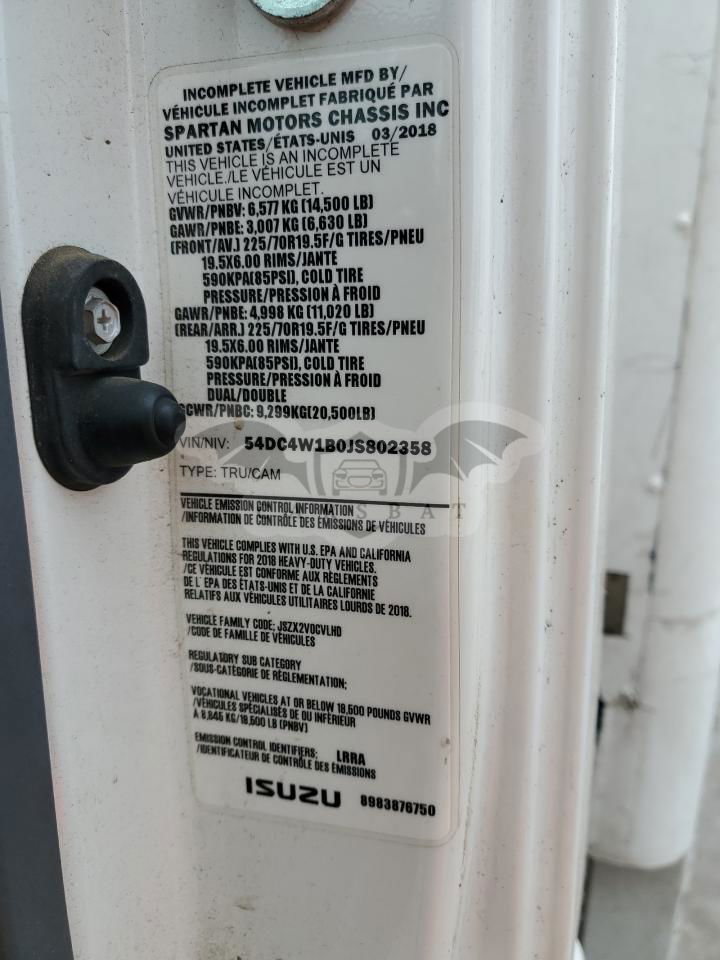 INCOMPLETE VEHICLE MFD BY/
VÉHICULE INCOMPLET FABRIQUÉ PAR
SPARTAN MOTORS CHASSIS INC
UNITED STATES/ÉTATS-UNIS 03/2018
THIS VEHICLE IS AN INCOMPLETE
VEHICLE./LE VÉHICULE EST UN
VÉHICULE INCOMPLET.
GVWR/PNBV: 6,577 KG (14,500 LB)
GAWR/PNBE: 3,007 KG (6,630 LB)
(FRONT/AV.) 225/70R19.5F/G TIRES/PNEU
19.5X6.00 RIMS/JANTE
590KPA(85PSI), COLD TIRE
PRESSURE/PRESSION À FROID
GAWR/PNBE: 4,998 KG (11,020 LB)
(REAR/ARR.) 225/70R19.5F/G TIRES/PNEU
19.5X6.00 RIMS/JANTE
590KPA(85PSI), COLD TIRE
PRESSURE/PRESSION À FROID
DUAL/DOUBLE
GCWR/PNBC: 9,299KG(20,500LB)
VIN/NIV: 54DC4W1B0JS802358
TYPE: TRU/CAM
VEHICLE EMISSION CONTROL INFORMATION
/INFORMATION DE CONTRÔLE DES ÉMISSIONS DE VÉHICULES
THIS VEHICLE COMPLIES WITH U.S. EPA AND CALIFORNIA
REGULATIONS FOR 2018 HEAVY-DUTY VEHICLES.
/CE VÉHICULE EST CONFORME AUX RÈGLEMENTS
DE L' EPA DES ÉTATS-UNIS ET DE LA CALIFORNIE
RELATIFS AUX VÉHICULES UTILITAIRES LOURDS DE 2018.
VEHICLE FAMILY CODE: JSZX2VOCVLHD
/CODE DE FAMILLE DE VÉHICULES
REGULATORY SUB CATEGORY
/SOUS-CATÉGORIE DE RÉGLEMENTATION;
VOCATIONAL VEHICLES AT OR BELOW 19,500 POUNDS GVWR
/VÉHICULES SPÉCIALISÉS DE OU INFÉRIEUR
À 8,845 KG/19,500 LB (PNBV)
EMISSION CONTROL IDENTIFIERS; LRRA
/IDENTIFICATEUR DE CONTRÔLE DES ÉMISSIONS
ISUZU 8983876750